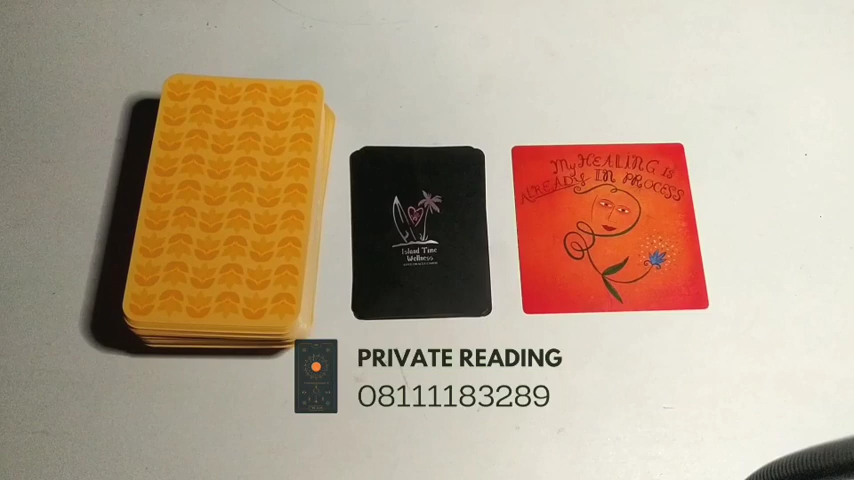 My HEALING is
ALREADY IN PROCESS
Island Time
Wellness
PRIVATE READING
08111183289